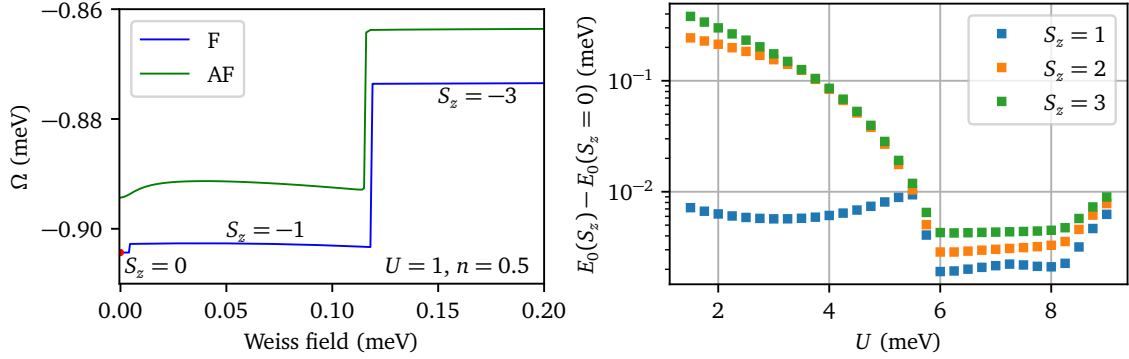 −0.86
−0.88
−0.90
Ω (meV)
F
AF
S_z = −3
S_z = −1
S_z = 0
U = 1, n = 0.5
0.00 0.05 0.10 0.15 0.20
Weiss field (meV)
E_0(S_z) − E_0(S_z = 0) (meV)
10^−1
10^−2
S_z = 1
S_z = 2
S_z = 3
2 4 6 8
U (meV)